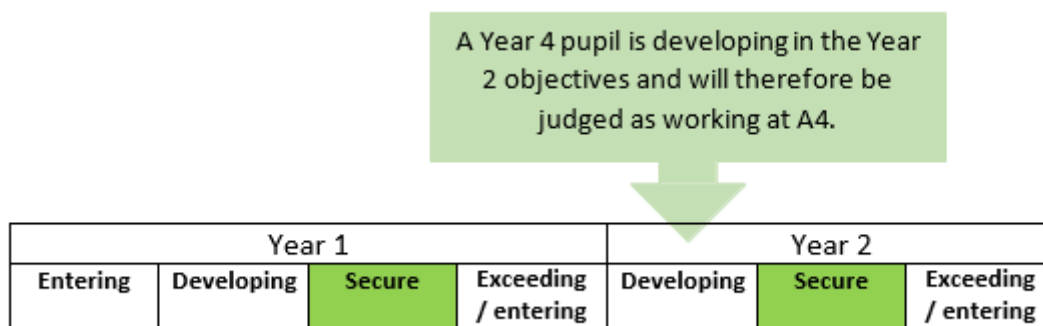 A Year 4 pupil is developing in the Year
2 objectives and will therefore be
judged as working at A4.
Year 1 Year 2
Entering Developing Secure Exceeding Developing Secure Exceeding
/ entering / entering